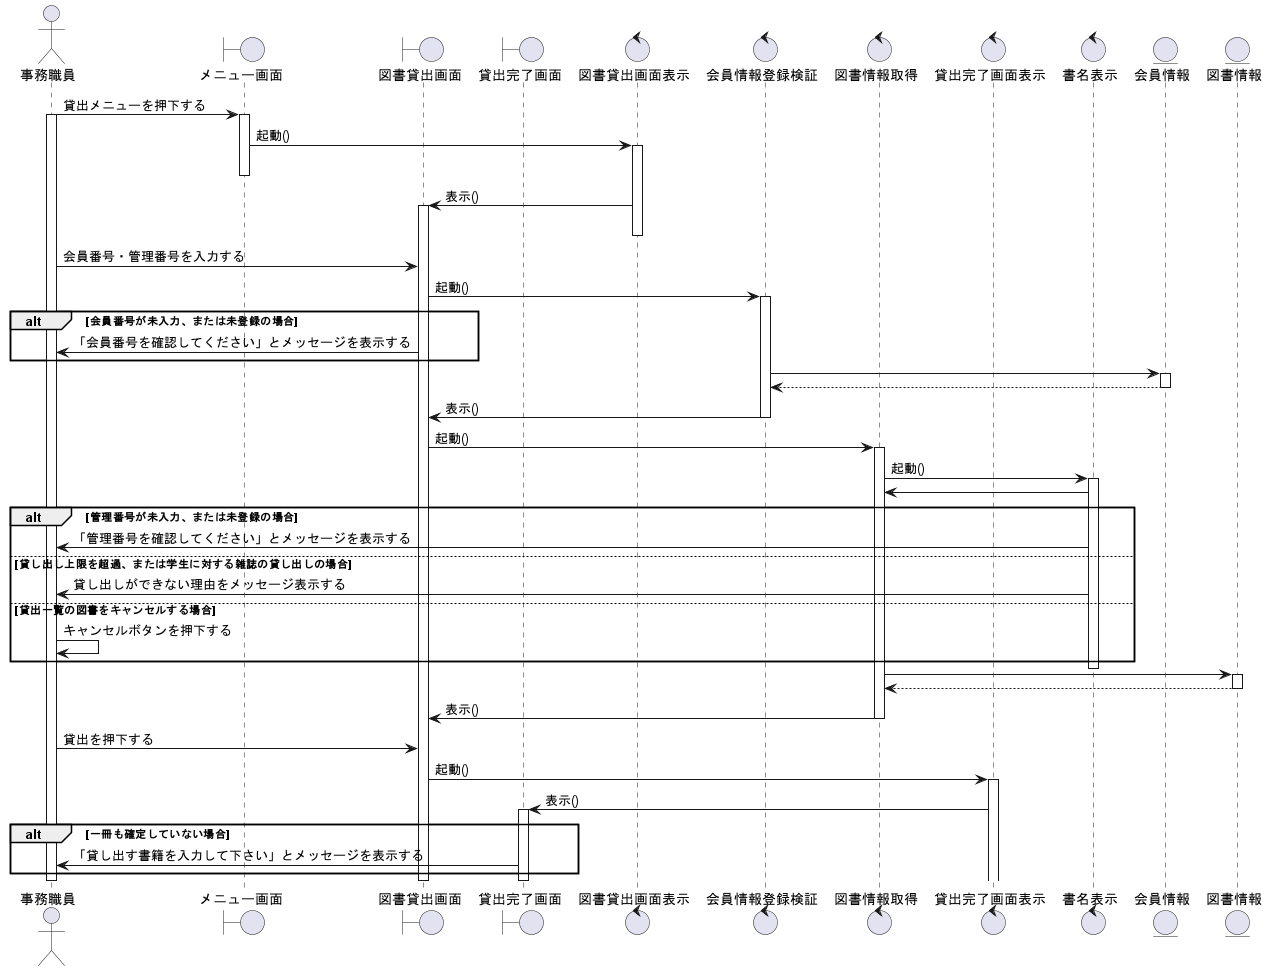 事務職員 メニュー画面 図書貸出画面 貸出完了画面 図書貸出画面表示 会員情報登録検証 図書情報取得 貸出完了画面表示 書名表示 会員情報 図書情報
貸出メニューを押下する
起動()
表示()
会員番号・管理番号を入力する
起動()
alt [会員番号が未入力、または未登録の場合]
「会員番号を確認してください」とメッセージを表示する
表示()
起動()
起動()
alt [管理番号が未入力、または未登録の場合]
「管理番号を確認してください」とメッセージを表示する
[貸し出し上限を超過、または学生に対する雑誌の貸し出しの場合]
貸し出しができない理由をメッセージ表示する
[貸出一覧の図書をキャンセルする場合]
キャンセルボタンを押下する
表示()
貸出を押下する
起動()
表示()
alt [一冊も確定していない場合]
「貸し出す書籍を入力して下さい」とメッセージを表示する
事務職員 メニュー画面 図書貸出画面 貸出完了画面 図書貸出画面表示 会員情報登録検証 図書情報取得 貸出完了画面表示 書名表示 会員情報 図書情報